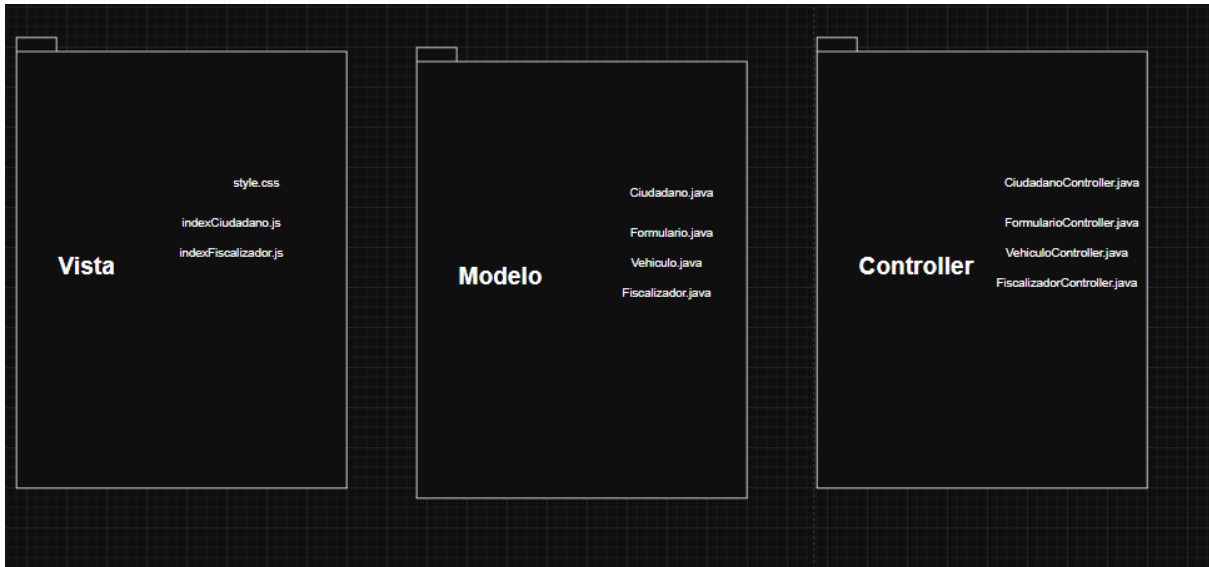 Vista
style.css
indexCiudadano.js
indexFiscalizador.js
Modelo
Ciudadano.java
Formulario.java
Vehiculo.java
Fiscalizador.java
Controller
CiudadanoController.java
FormularioController.java
VehiculoController.java
FiscalizadorController.java